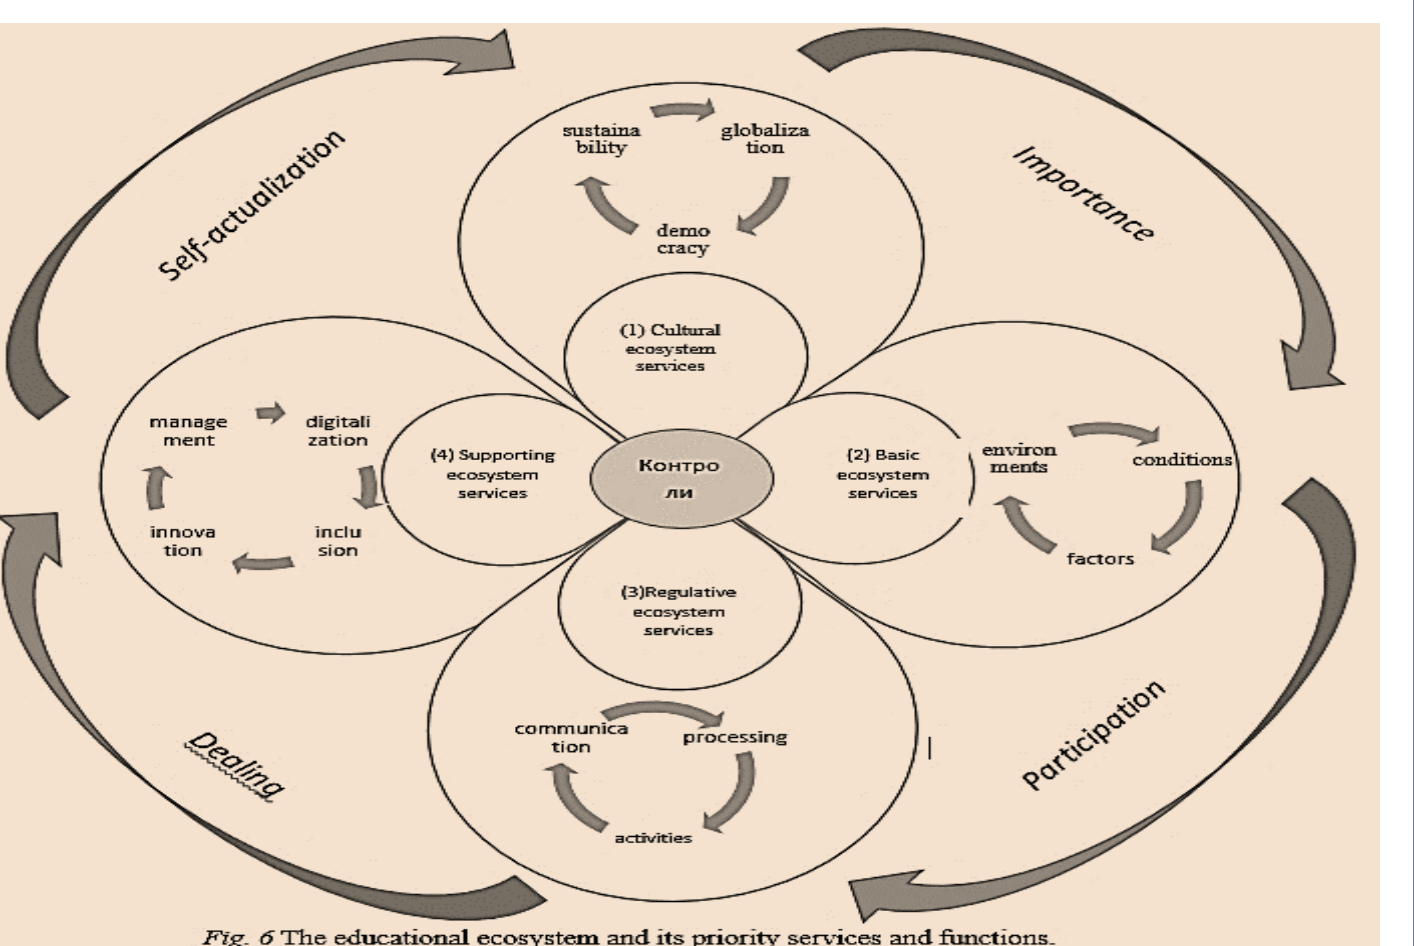 Self-actualization
Importance
sustaina
bility
globaliza
tion
demo
cracy
(1) Cultural
ecosystem
services
manage
ment
digitali
zation
inclu
sion
innova
tion
(4) Supporting
ecosystem
services
Контро
ли
(2) Basic
ecosystem
services
environ
ments
conditions
factors
(3)Regulative
ecosystem
services
communica
tion
processing
activities
Dealing
Participation
Fig. 6 The educational ecosystem and its priority services and functions.